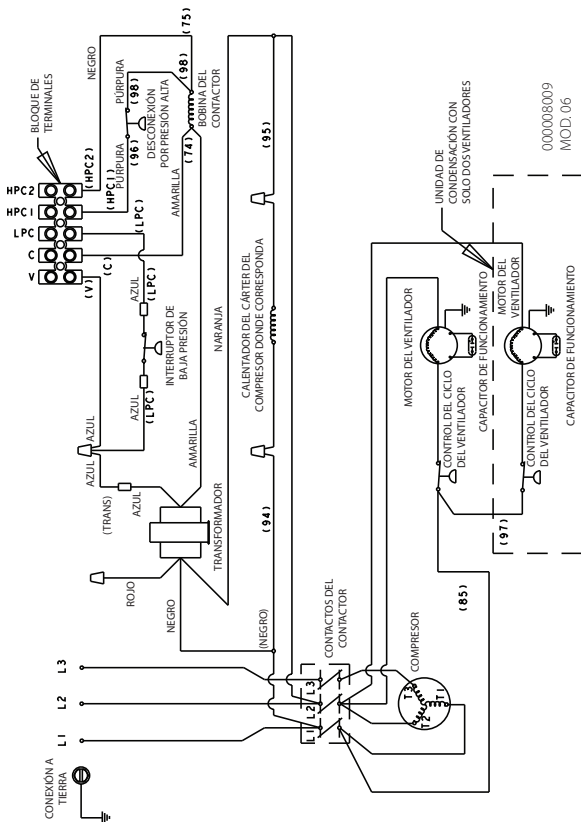 CONEXIÓN A
TIERRA
L1
L2
L3
ROJO
NEGRO
(NEGRO)
TRANSFORMADOR
(TRANS)
AZUL
AZUL
AZUL
AZUL
(LPC)
INTERRUPTOR DE
BAJA PRESIÓN
AZUL
(LPC)
(LPC)
AMARILLA
NARANJA
V
C
LPC
HPC1
HPC2
BLOQUE DE
TERMINALES
(V)
(C)
(HPC1)
(HPC2)
NEGRO
PÚRPURA
(96)
PÚRPURA
(98)
DESCONEXIÓN
POR PRESIÓN ALTA
AMARILLA
(74)
(98)
(75)
BOBINA DEL
CONTACTOR
(94)
CALENTADOR DEL CÁRTER DEL
COMPRESOR DONDE CORRESPONDA
(95)
CONTACTOS DEL
CONTACTOR
L1
L2
L3
COMPRESOR
T3
T2
T1
(85)
(97)
CONTROL DEL CICLO
DEL VENTILADOR
MOTOR DEL VENTILADOR
CAPACITOR DE FUNCIONAMIENTO
UNIDAD DE
CONDENSACIÓN CON
SOLO DOS VENTILADORES
CONTROL DEL CICLO
DEL VENTILADOR
MOTOR DEL
VENTILADOR
CAPACITOR DE FUNCIONAMIENTO
000008009
MOD. 06